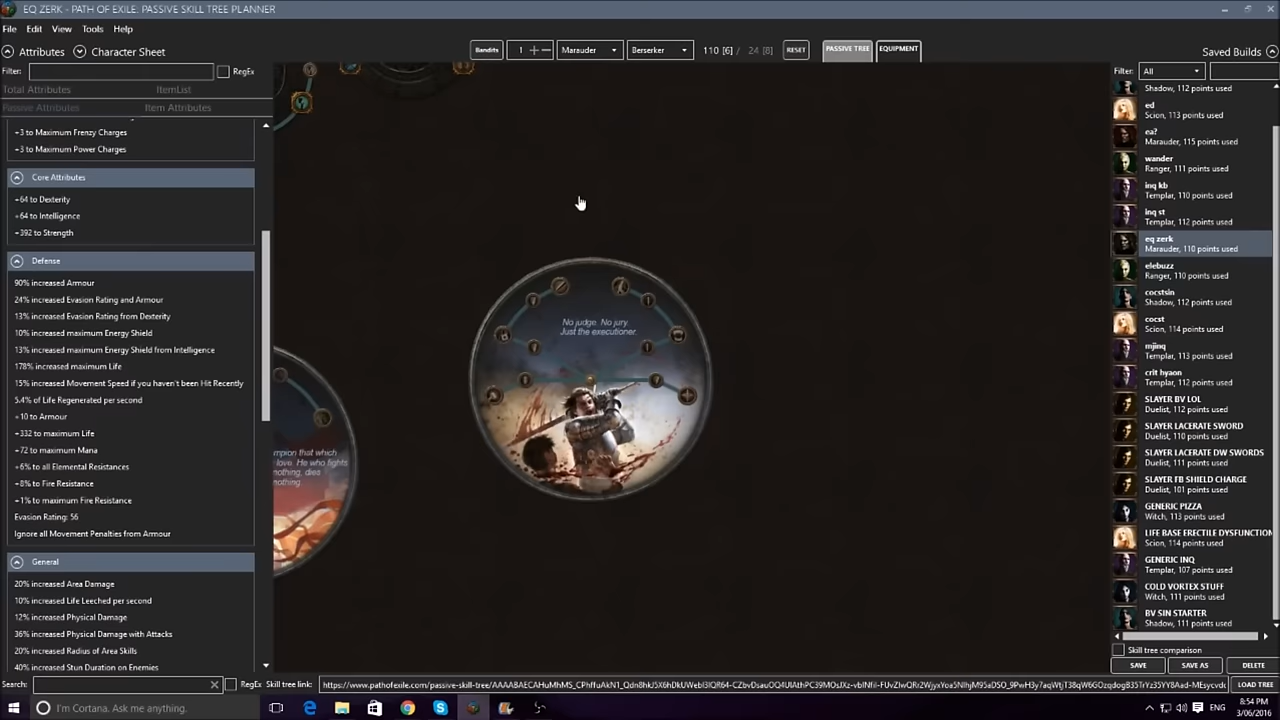 EQ ZERK - PATH OF EXILE: PASSIVE SKILL TREE PLANNER
File Edit View Tools Help
Attributes Character Sheet
Bandits 1 Marauder Berserker 110 [6] / 24 [8] RESET PASSIVE TREE EQUIPMENT
Saved Builds
Filter: RegEx
Filter: All
Total Attributes ItemList
Passive Attributes Item Attributes
+3 to Maximum Frenzy Charges
+3 to Maximum Power Charges
Core Attributes
+64 to Dexterity
+64 to Intelligence
+392 to Strength
Defense
90% increased Armour
24% increased Evasion Rating and Armour
13% increased Evasion Rating from Dexterity
10% increased maximum Energy Shield
13% increased maximum Energy Shield from Intelligence
178% increased maximum Life
15% increased Movement Speed if you haven't been Hit Recently
5.4% of Life Regenerated per second
+10 to Armour
+332 to maximum Life
+72 to maximum Mana
+6% to all Elemental Resistances
+8% to Fire Resistance
+1% to maximum Fire Resistance
Evasion Rating: 56
Ignore all Movement Penalties from Armour
General
20% increased Area Damage
10% increased Life Leeched per second
12% increased Physical Damage
36% increased Physical Damage with Attacks
20% increased Radius of Area Skills
40% increased Stun Duration on Enemies
No judge. No jury.
Just the executioner.
mpion that which
love. He who fights
nothing, dies
nothing.
Shadow, 112 points used
ed
Scion, 113 points used
ea?
Marauder, 115 points used
wander
Ranger, 111 points used
inq kb
Templar, 110 points used
inq st
Templar, 112 points used
eq zerk
Marauder, 110 points used
elebuzz
Ranger, 110 points used
cocstsin
Shadow, 112 points used
cocst
Scion, 114 points used
mjinq
Templar, 113 points used
crit hyaon
Templar, 112 points used
SLAYER BV LOL
Duelist, 112 points used
SLAYER LACERATE SWORD
Duelist, 110 points used
SLAYER LACERATE DW SWORDS
Duelist, 111 points used
SLAYER FB SHIELD CHARGE
Duelist, 101 points used
GENERIC PIZZA
Witch, 113 points used
LIFE BASE ERECTILE DYSFUNCTION
Scion, 114 points used
GENERIC INQ
Templar, 107 points used
COLD VORTEX STUFF
Witch, 111 points used
BV SIN STARTER
Shadow, 111 points used
Skill tree comparison
SAVE SAVE AS DELETE
Search: RegEx Skill tree link: LOAD TREE
I'm Cortana. Ask me anything.
ENG
8:54 PM
3/06/2016